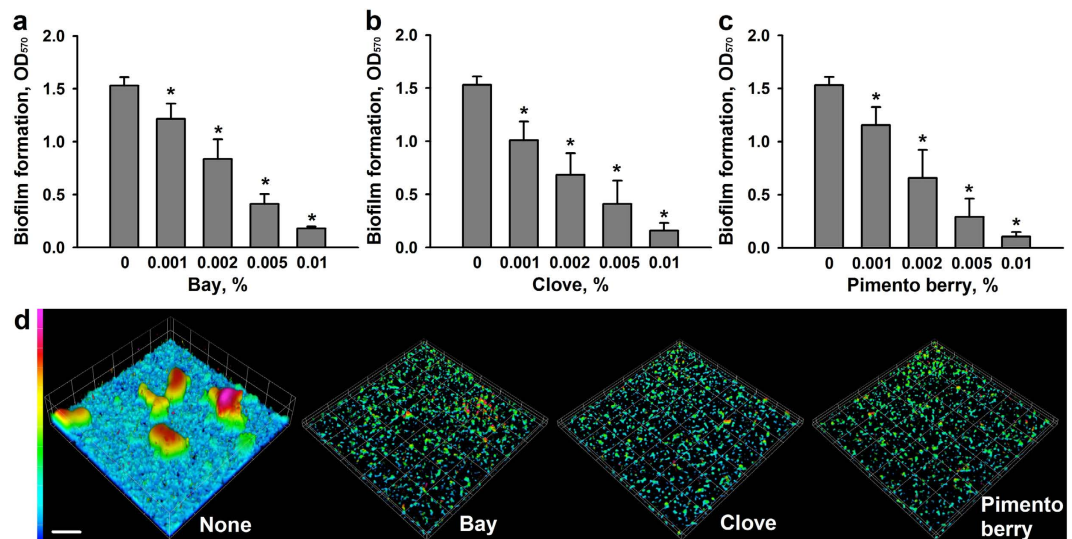 a
Biofilm formation, OD570
2.0
1.5
1.0
0.5
0.0
*
*
*
*
0 0.001 0.002 0.005 0.01
Bay, %
b
Biofilm formation, OD570
2.0
1.5
1.0
0.5
0.0
*
*
*
*
0 0.001 0.002 0.005 0.01
Clove, %
c
Biofilm formation, OD570
2.0
1.5
1.0
0.5
0.0
*
*
*
*
0 0.001 0.002 0.005 0.01
Pimento berry, %
d
None
Bay
Clove
Pimento
berry